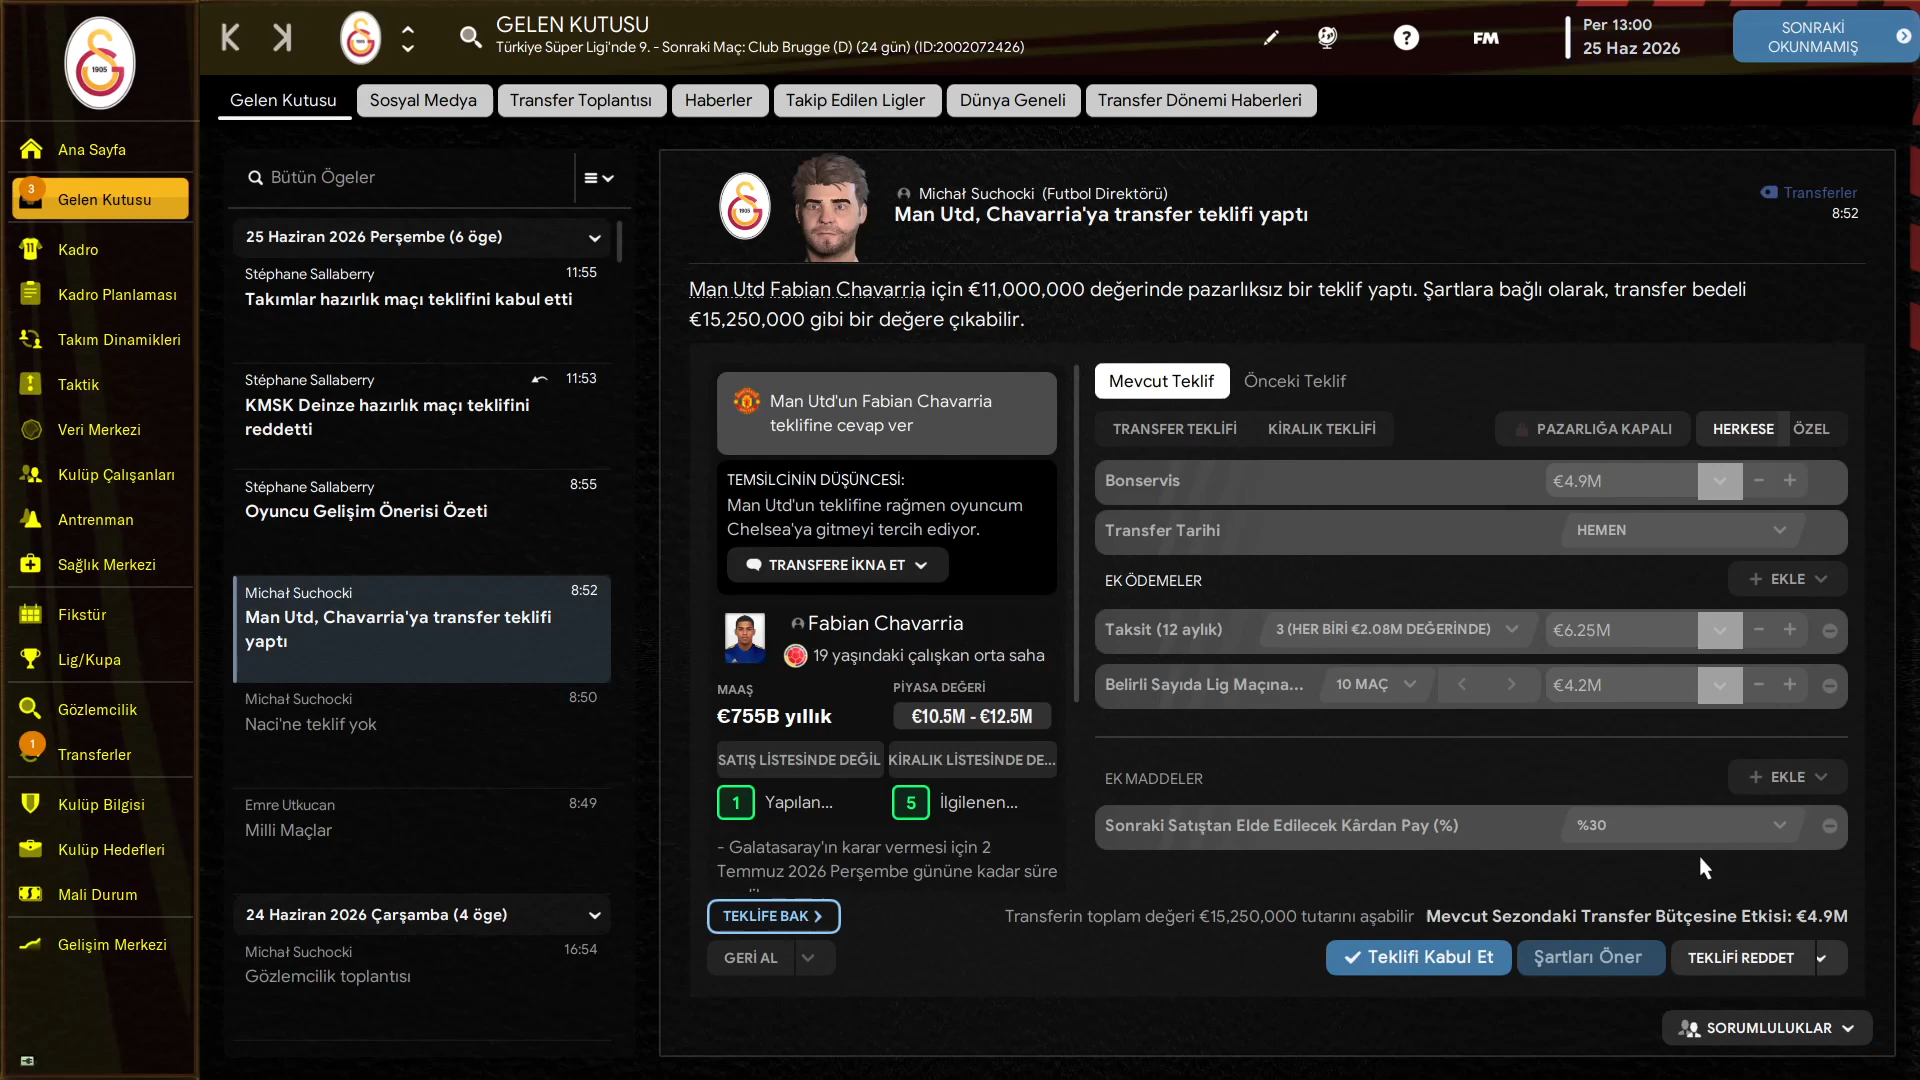 GELEN KUTUSU
Türkiye Süper Ligi'nde 9. - Sonraki Maç: Club Brugge (D) (24 gün) (ID:2002072426)
FM
Per 13:00
25 Haz 2026
SONRAKİ
OKUNMAMIŞ
1905
Ana Sayfa
3
Gelen Kutusu
Kadro
Kadro Planlaması
Takım Dinamikleri
Taktik
Veri Merkezi
Kulüp Çalışanları
Antrenman
Sağlık Merkezi
Fikstür
Lig/Kupa
Gözlemcilik
1
Transferler
Kulüp Bilgisi
Kulüp Hedefleri
Mali Durum
Gelişim Merkezi
Gelen Kutusu
Sosyal Medya
Transfer Toplantısı
Haberler
Takip Edilen Ligler
Dünya Geneli
Transfer Dönemi Haberleri
Bütün Ögeler
25 Haziran 2026 Perşembe (6 öge)
Stéphane Sallaberry 11:55
Takımlar hazırlık maçı teklifini kabul etti
Stéphane Sallaberry 11:53
KMSK Deinze hazırlık maçı teklifini
reddetti
Stéphane Sallaberry 8:55
Oyuncu Gelişim Önerisi Özeti
Michał Suchocki 8:52
Man Utd, Chavarria'ya transfer teklifi
yaptı
Michał Suchocki 8:50
Naci'ne teklif yok
Emre Utkucan 8:49
Milli Maçlar
24 Haziran 2026 Çarşamba (4 öge)
Michał Suchocki 16:54
Gözlemcilik toplantısı
Michał Suchocki (Futbol Direktörü)
Man Utd, Chavarria'ya transfer teklifi yaptı
Transferler
8:52
Man Utd Fabian Chavarria için €11,000,000 değerinde pazarlıksız bir teklif yaptı. Şartlara bağlı olarak, transfer bedeli
€15,250,000 gibi bir değere çıkabilir.
Man Utd'un Fabian Chavarria
teklifine cevap ver
TEMSİLCİNİN DÜŞÜNCESİ:
Man Utd'un teklifine rağmen oyuncum
Chelsea'ya gitmeyi tercih ediyor.
TRANSFERE İKNA ET
Fabian Chavarria
19 yaşındaki çalışkan orta saha
MAAŞ
€755B yıllık
PİYASA DEĞERİ
€10.5M - €12.5M
SATIŞ LİSTESİNDE DEĞİL
KİRALIK LİSTESİNDE DE...
1 Yapılan...
5 İlgilenen...
- Galatasaray'ın karar vermesi için 2
Temmuz 2026 Perşembe gününe kadar süre
TEKLİFE BAK
GERİ AL
Mevcut Teklif
Önceki Teklif
TRANSFER TEKLİFİ
KİRALIK TEKLİFİ
PAZARLIĞA KAPALI
HERKESE
ÖZEL
Bonservis €4.9M
Transfer Tarihi HEMEN
EK ÖDEMELER
EKLE
Taksit (12 aylık) 3 (HER BİRİ €2.08M DEĞERİNDE) €6.25M
Belirli Sayıda Lig Maçına... 10 MAÇ €4.2M
EK MADDELER
EKLE
Sonraki Satıştan Elde Edilecek Kârdan Pay (%) %30
Transferin toplam değeri €15,250,000 tutarını aşabilir
Mevcut Sezondaki Transfer Bütçesine Etkisi: €4.9M
Teklifi Kabul Et
Şartları Öner
TEKLİFİ REDDET
SORUMLULUKLAR